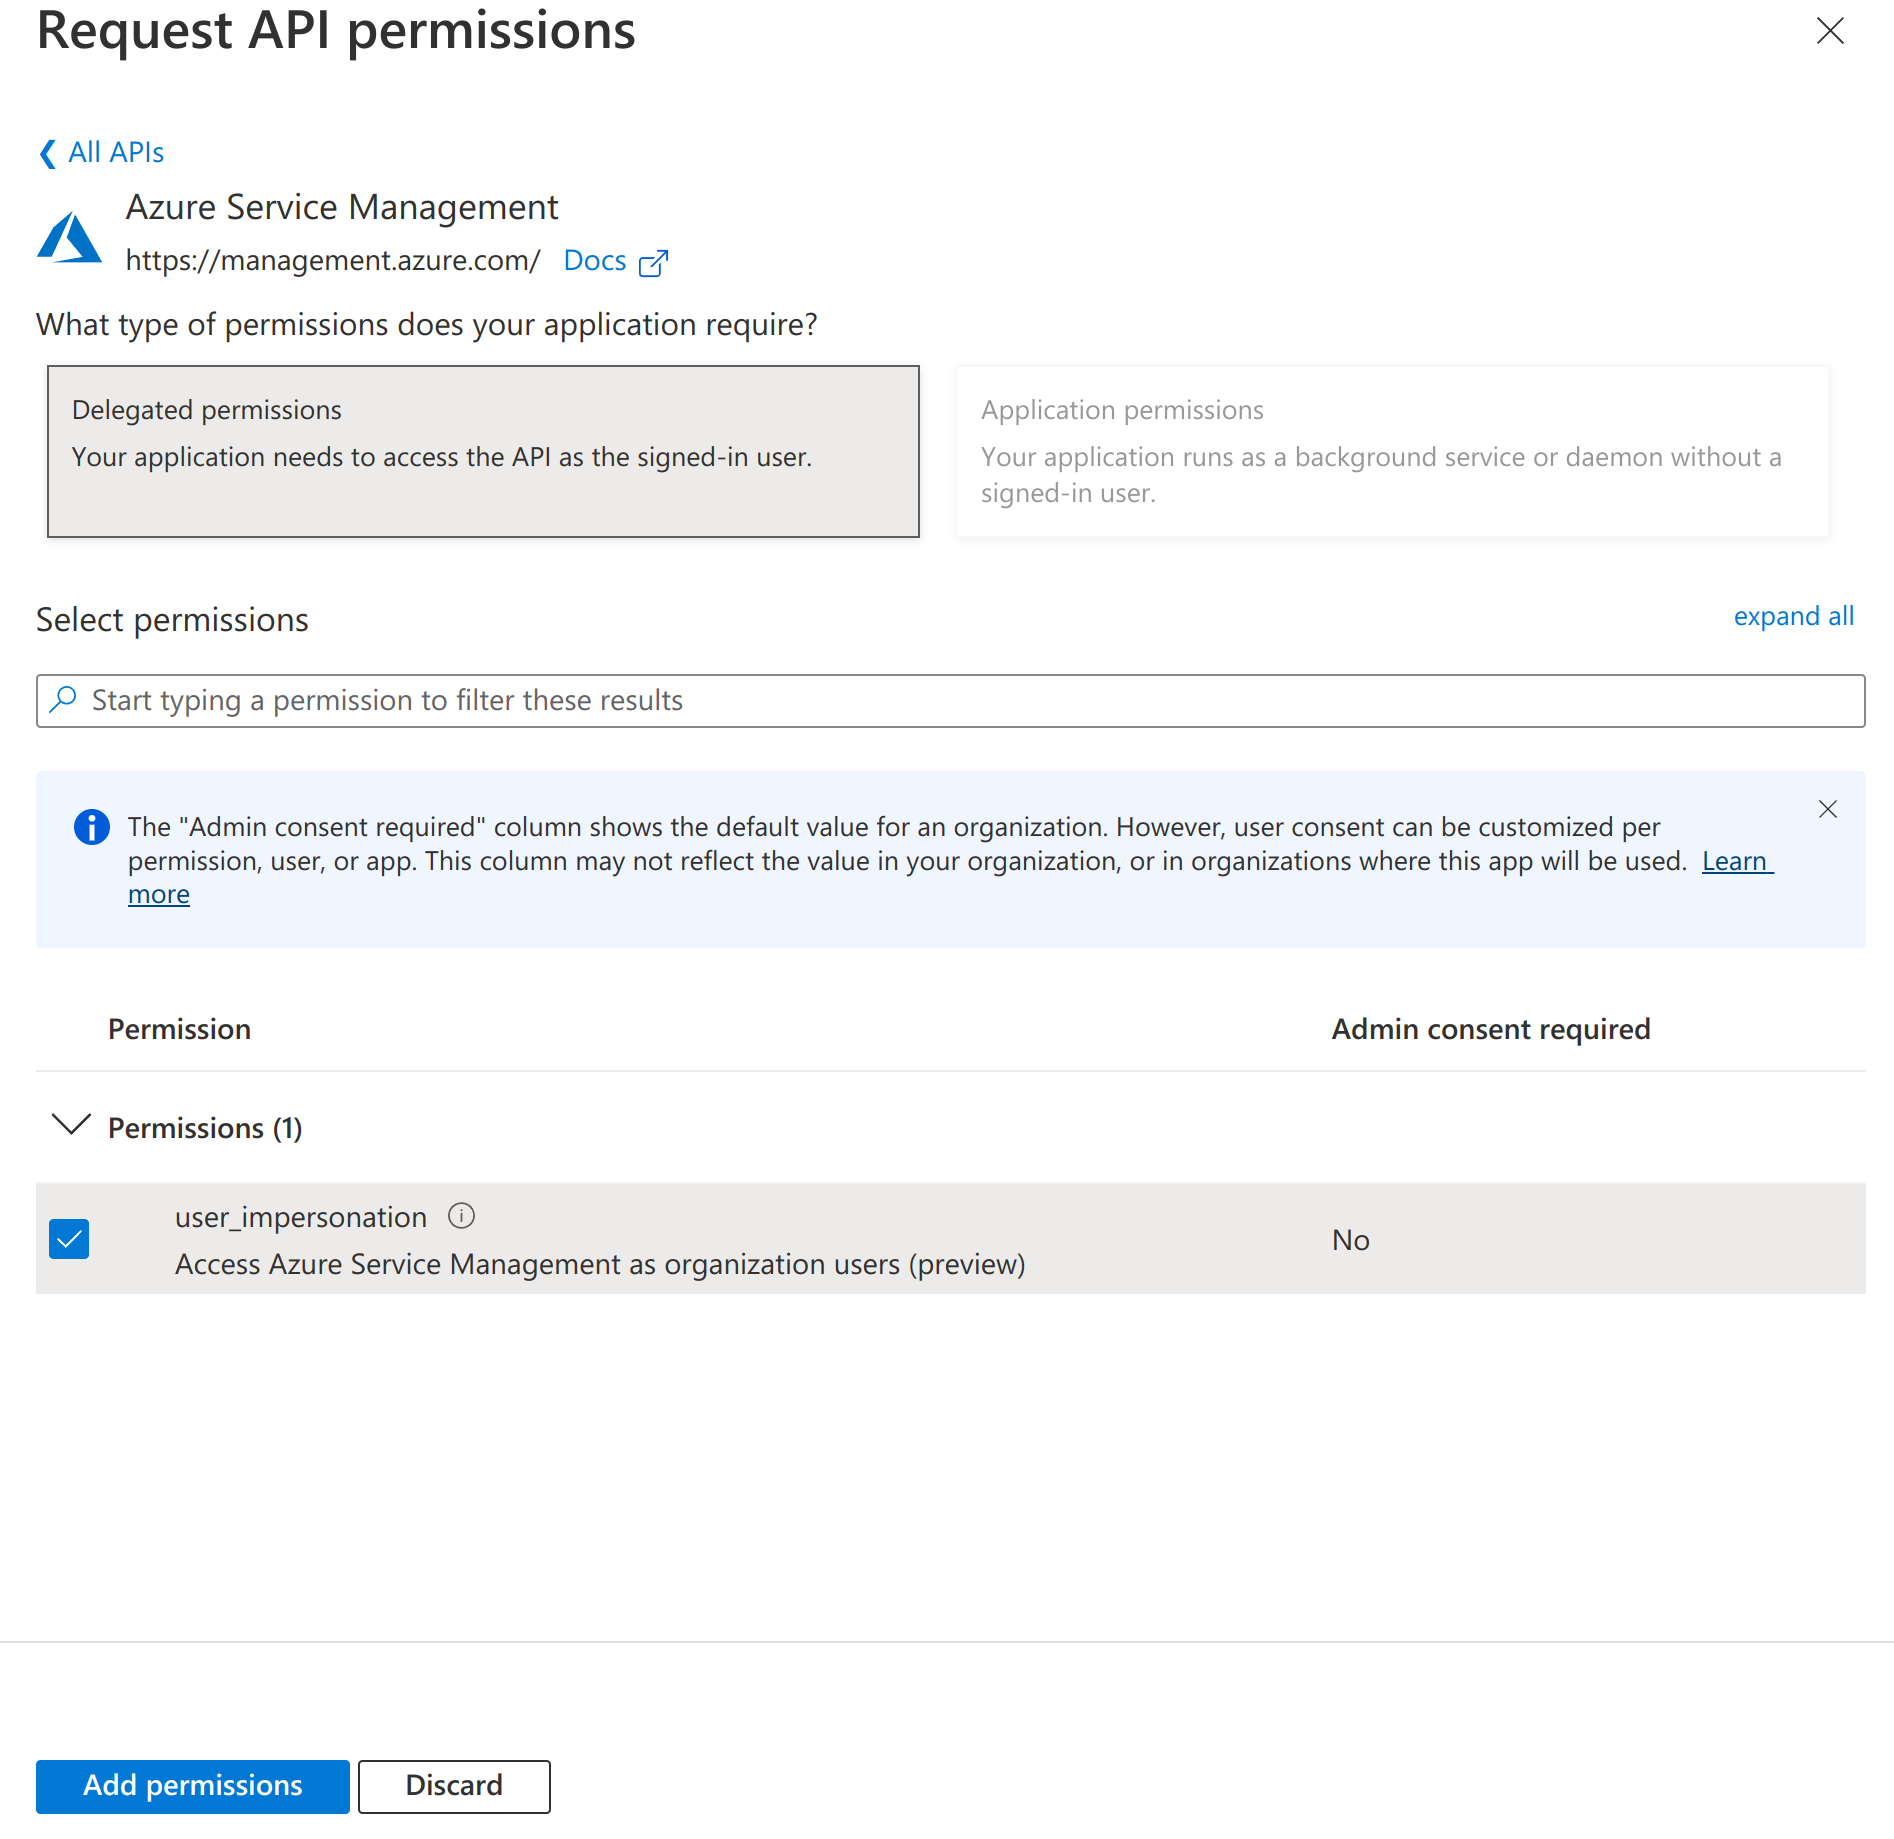 Request API permissions
All APIs
Azure Service Management
https://management.azure.com/ Docs
What type of permissions does your application require?
Delegated permissions
Your application needs to access the API as the signed-in user.
Application permissions
Your application runs as a background service or daemon without a
signed-in user.
Select permissions
expand all
Start typing a permission to filter these results
The "Admin consent required" column shows the default value for an organization. However, user consent can be customized per
permission, user, or app. This column may not reflect the value in your organization, or in organizations where this app will be used. Learn
more
Permission Admin consent required
Permissions (1)
user_impersonation
Access Azure Service Management as organization users (preview)
No
Add permissions Discard